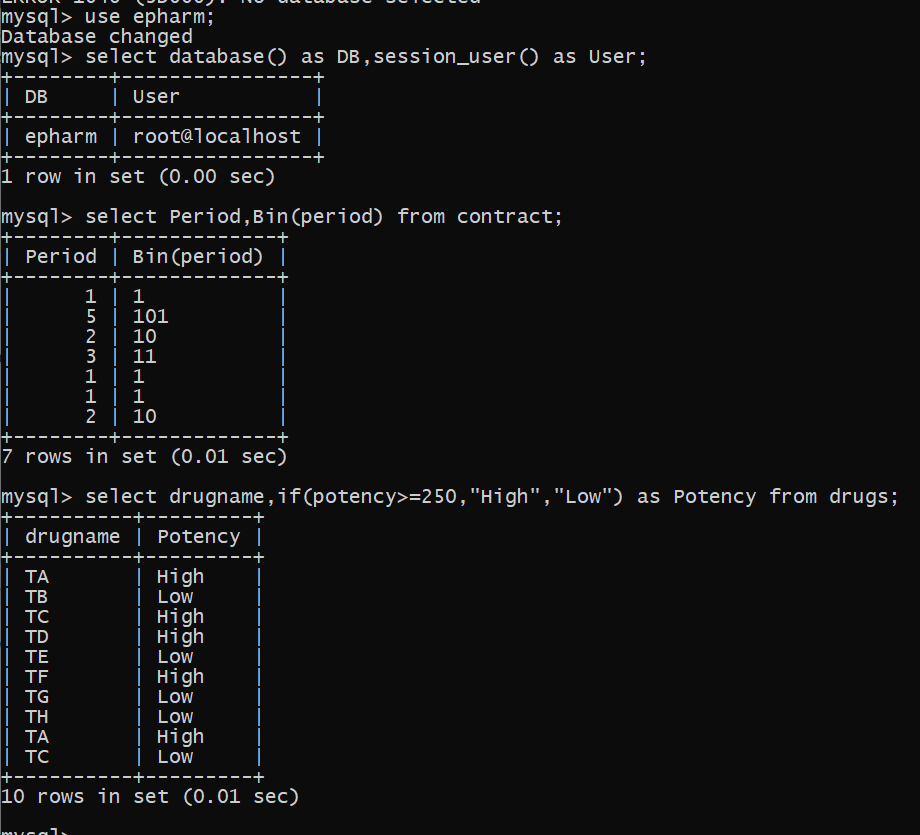 ERROR 1046 (3D000): No database selected
mysql> use epharm;
Database changed
mysql> select database() as DB,session_user() as User;
+--------+----------------+
| DB     | User           |
+--------+----------------+
| epharm | root@localhost |
+--------+----------------+
1 row in set (0.00 sec)
mysql> select Period,Bin(period) from contract;
+--------+-------------+
| Period | Bin(period) |
+--------+-------------+
|      1 | 1           |
|      5 | 101         |
|      2 | 10          |
|      3 | 11          |
|      1 | 1           |
|      1 | 1           |
|      2 | 10          |
+--------+-------------+
7 rows in set (0.01 sec)
mysql> select drugname,if(potency>=250,"High","Low") as Potency from drugs;
+----------+---------+
| drugname | Potency |
+----------+---------+
| TA       | High    |
| TB       | Low     |
| TC       | High    |
| TD       | High    |
| TE       | Low     |
| TF       | High    |
| TG       | Low     |
| TH       | Low     |
| TA       | High    |
| TC       | Low     |
+----------+---------+
10 rows in set (0.01 sec)
mysql>